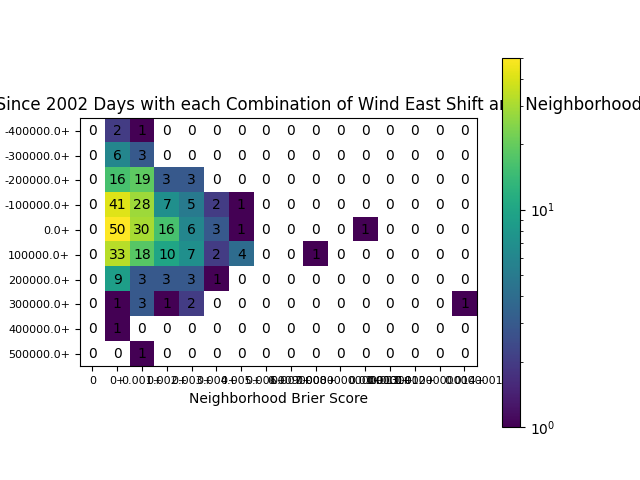 Since 2002 Days with each Combination of Wind East Shift Neighborhood
-400000.0+ 0 2 1 0 0 0 0 0 0 0 0 0 0 0 0 0
-300000.0+ 0 6 3 0 0 0 0 0 0 0 0 0 0 0 0 0
-200000.0+ 0 16 19 3 3 0 0 0 0 0 0 0 0 0 0 0
-100000.0+ 0 41 28 7 5 2 1 0 0 0 0 0 0 0 0 0
0.0+ 0 50 30 16 6 3 1 0 0 0 0 1 0 0 0 0
100000.0+ 0 33 18 10 7 2 4 0 0 1 0 0 0 0 0 0
200000.0+ 0 9 3 3 3 1 0 0 0 0 0 0 0 0 0 0
300000.0+ 0 1 3 1 2 0 0 0 0 0 0 0 0 0 0 1
400000.0+ 0 1 0 0 0 0 0 0 0 0 0 0 0 0 0 0
500000.0+ 0 0 1 0 0 0 0 0 0 0 0 0 0 0 0 0
0 0+
Neighborhood Brier Score
10^1
10^0